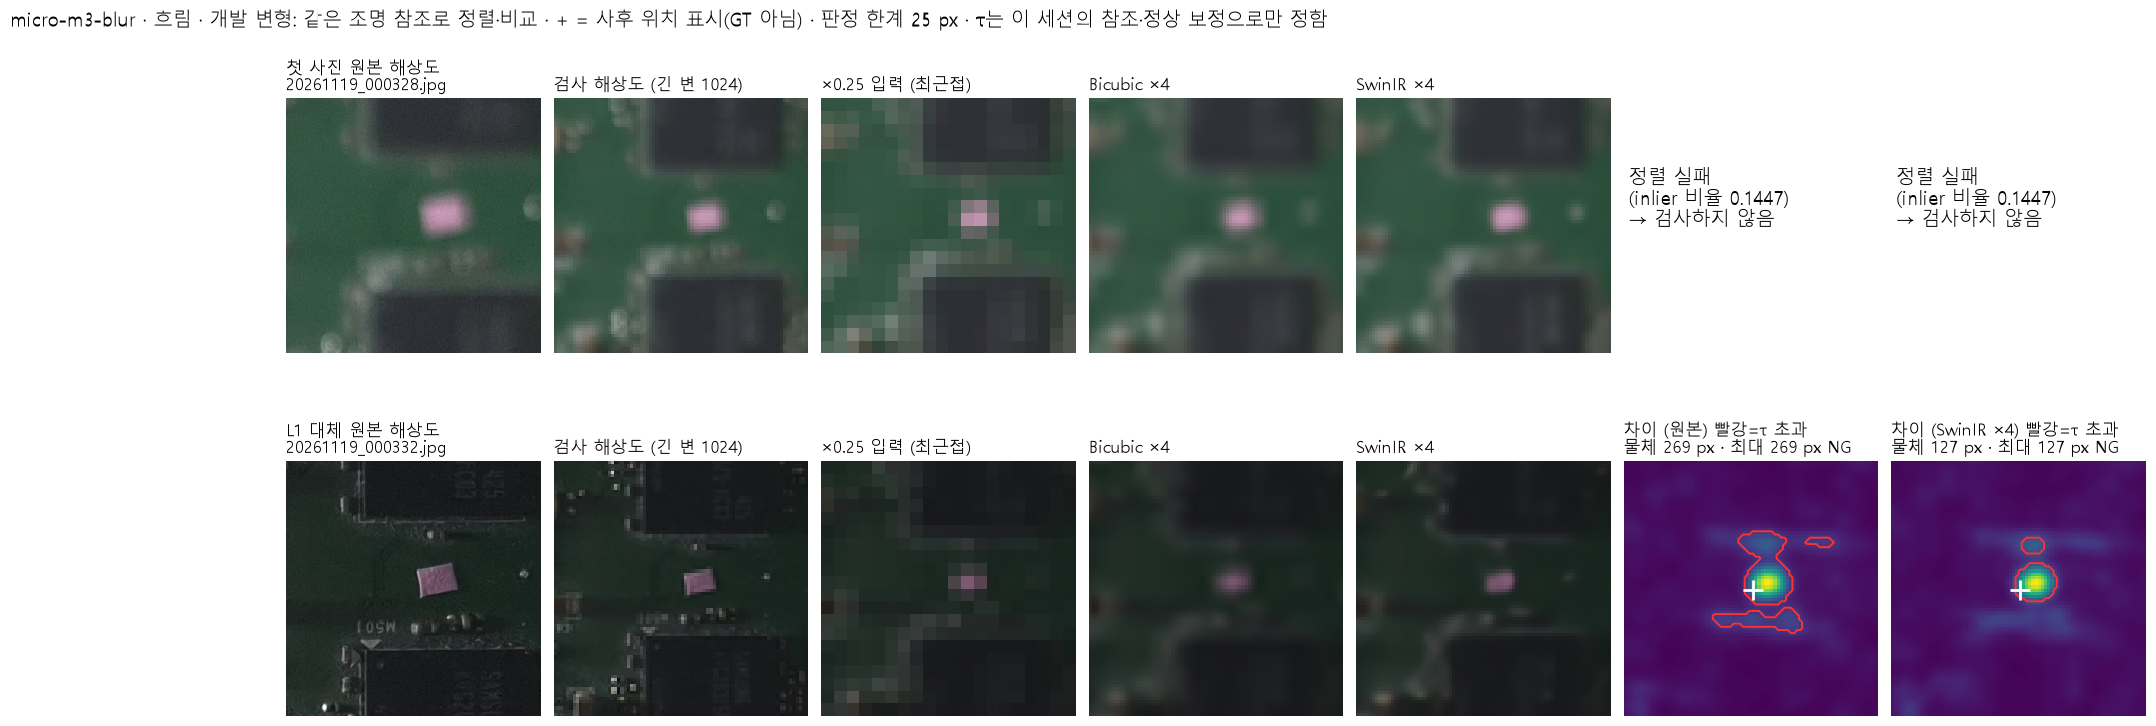 micro-m3-blur · 흐림 · 개발 변형: 같은 조명 참조로 정렬·비교 · + = 사후 위치 표시(GT 아님) · 판정 한계 25 px · τ는 이 세션의 참조·정상 보정으로만 정함
첫 사진 원본 해상도
20261119_000328.jpg
검사 해상도 (긴 변 1024)
×0.25 입력 (최근접)
Bicubic ×4
SwinIR ×4
정렬 실패
(inlier 비율 0.1447)
→ 검사하지 않음
정렬 실패
(inlier 비율 0.1447)
→ 검사하지 않음
L1 대체 원본 해상도
20261119_000332.jpg
검사 해상도 (긴 변 1024)
×0.25 입력 (최근접)
Bicubic ×4
SwinIR ×4
차이 (원본) 빨강=τ 초과
물체 269 px · 최대 269 px NG
차이 (SwinIR ×4) 빨강=τ 초과
물체 127 px · 최대 127 px NG
M501